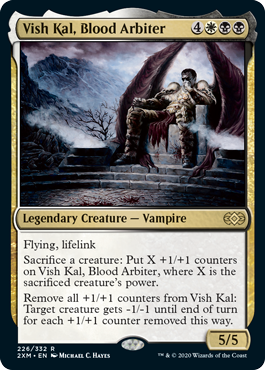 Vish Kal, Blood Arbiter 4
Legendary Creature — Vampire
Flying, lifelink
Sacrifice a creature: Put X +1/+1 counters
on Vish Kal, Blood Arbiter, where X is the
sacrificed creature's power.
Remove all +1/+1 counters from Vish Kal:
Target creature gets -1/-1 until end of turn
for each +1/+1 counter removed this way.
5/5
226/332 R
2XM • EN MICHAEL C. HAYES
™ & © 2020 Wizards of the Coast